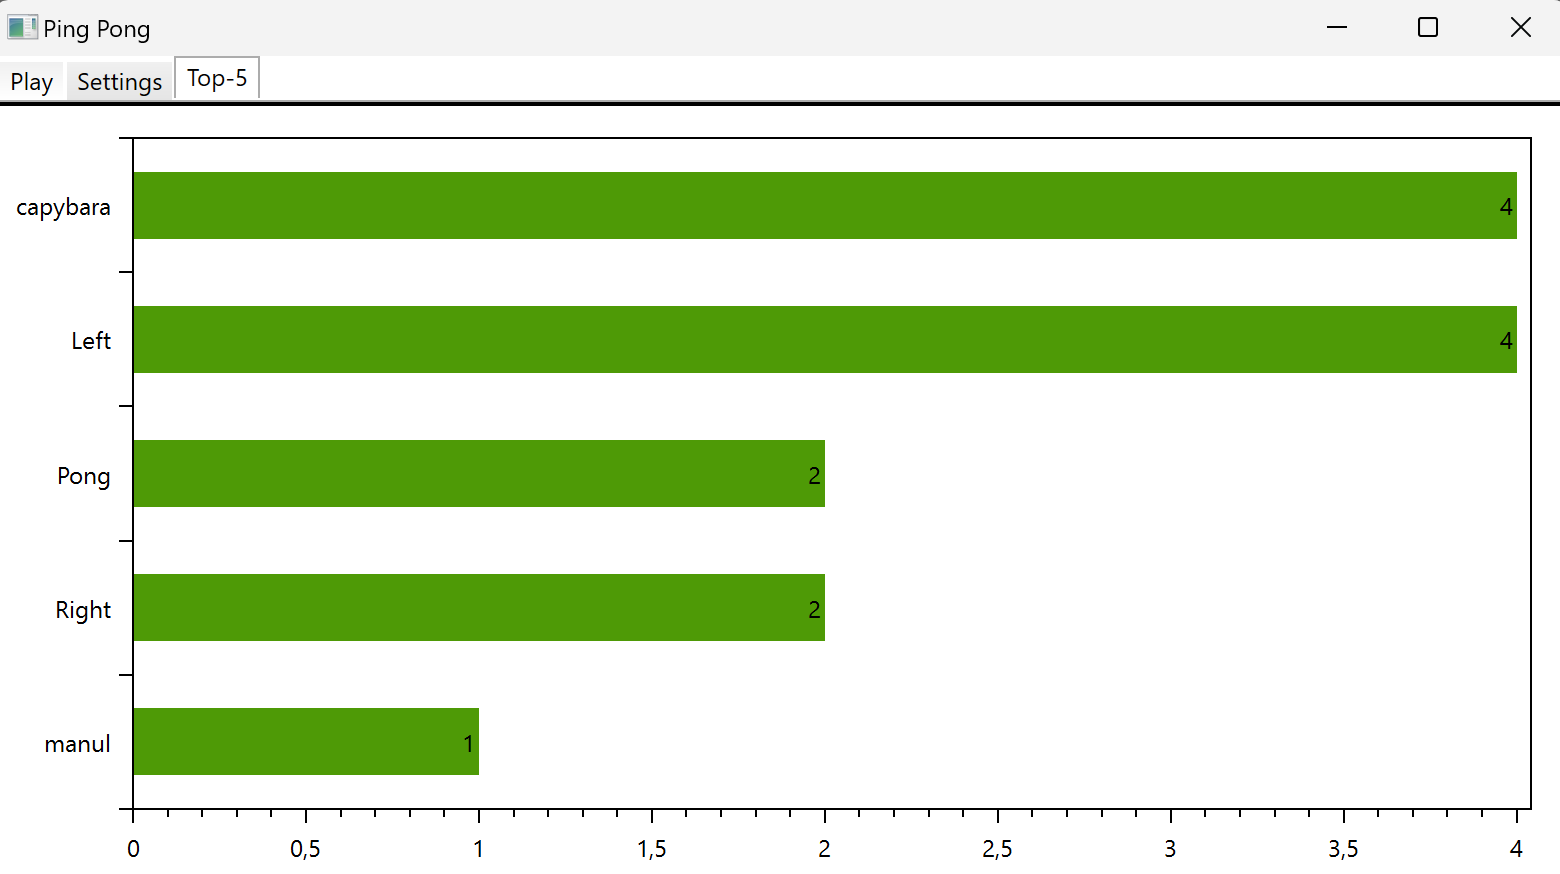 Ping Pong
Play Settings Top-5
capybara 4
Left 4
Pong 2
Right 2
manul 1
0 0,5 1 1,5 2 2,5 3 3,5 4